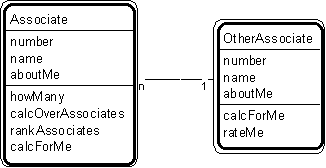 Associate
number
name
aboutMe
howMany
calcOverAssociates
rankAssociates
calcForMe
n
1
OtherAssociate
number
name
aboutMe
calcForMe
rateMe